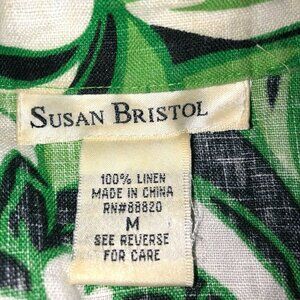 SUSAN BRISTOL
100% LINEN
MADE IN CHINA
RN#88820
M
SEE REVERSE
FOR CARE